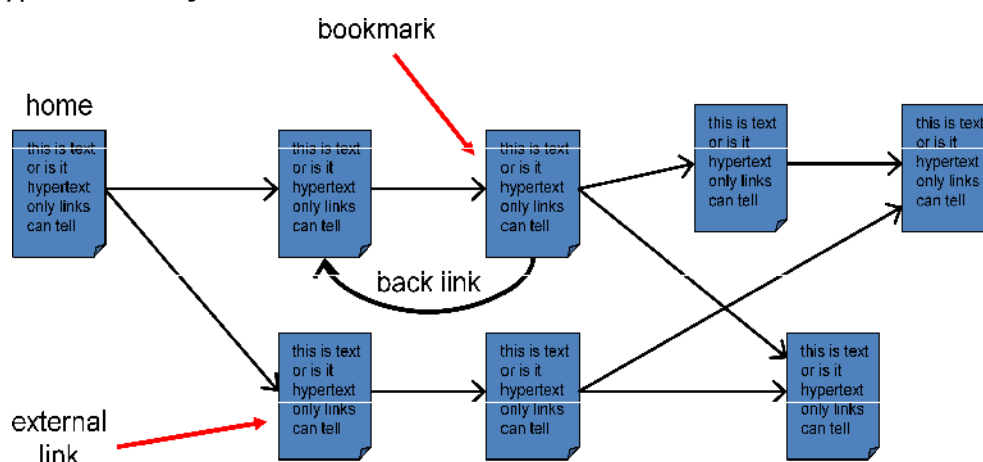 bookmark
home
this is text
or is it
hypertext
only links
can tell
this is text
or is it
hypertext
only links
can tell
this is text
or is it
hypertext
only links
can tell
this is text
or is it
hypertext
only links
can tell
this is text
or is it
hypertext
only links
can tell
back link
this is text
or is it
hypertext
only links
can tell
this is text
or is it
hypertext
only links
can tell
this is text
or is it
hypertext
only links
can tell
external
link